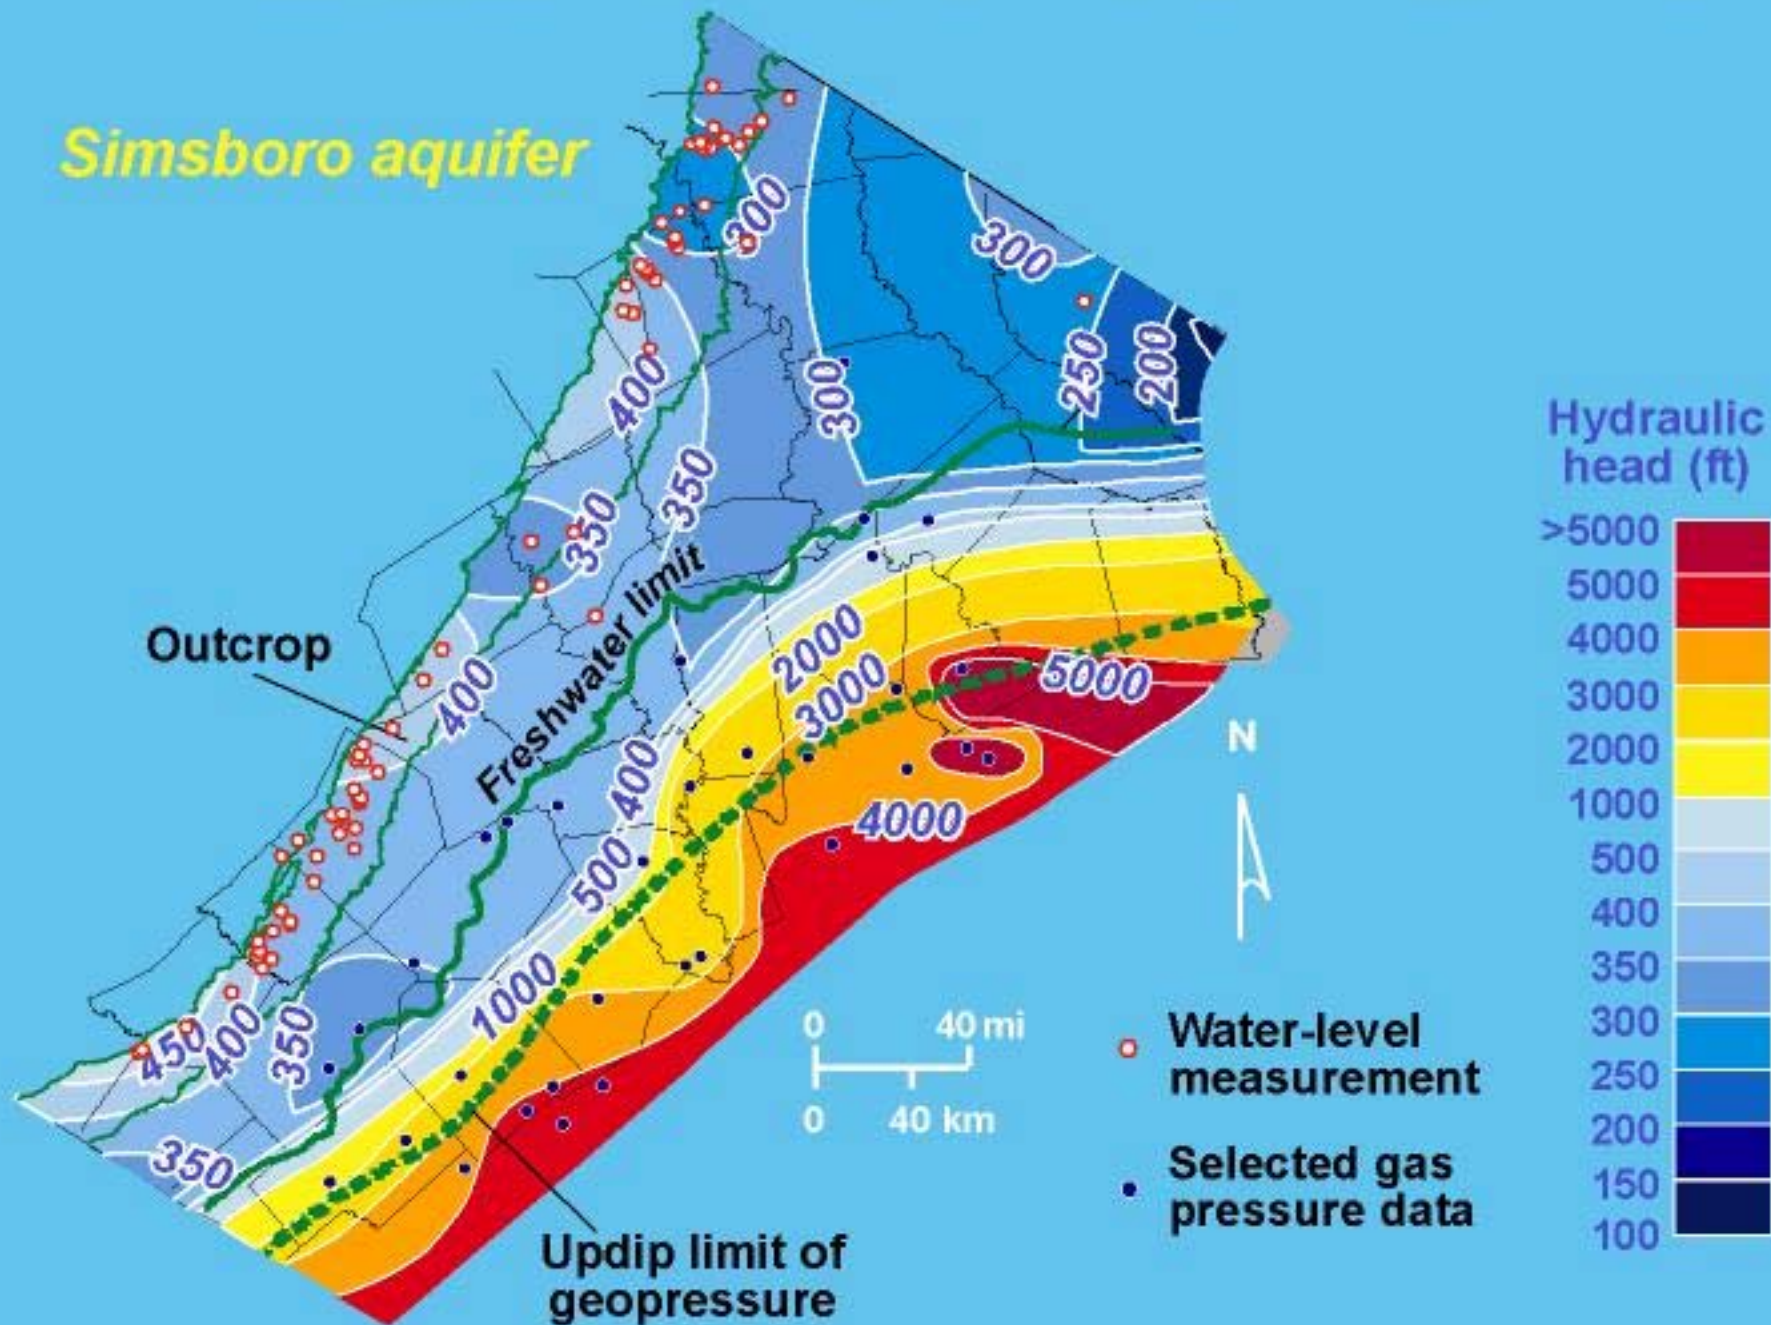 Simsboro aquifer
300
300
400
300
250
200
350
350
Outcrop
400
Freshwater limit
2000
3000
5000
400
500
4000
1000
450
400
350
350
Updip limit of
geopressure
N
0 40 mi
0 40 km
Water-level
measurement
Selected gas
pressure data
Hydraulic
head (ft)
>5000
5000
4000
3000
2000
1000
500
400
350
300
250
200
150
100